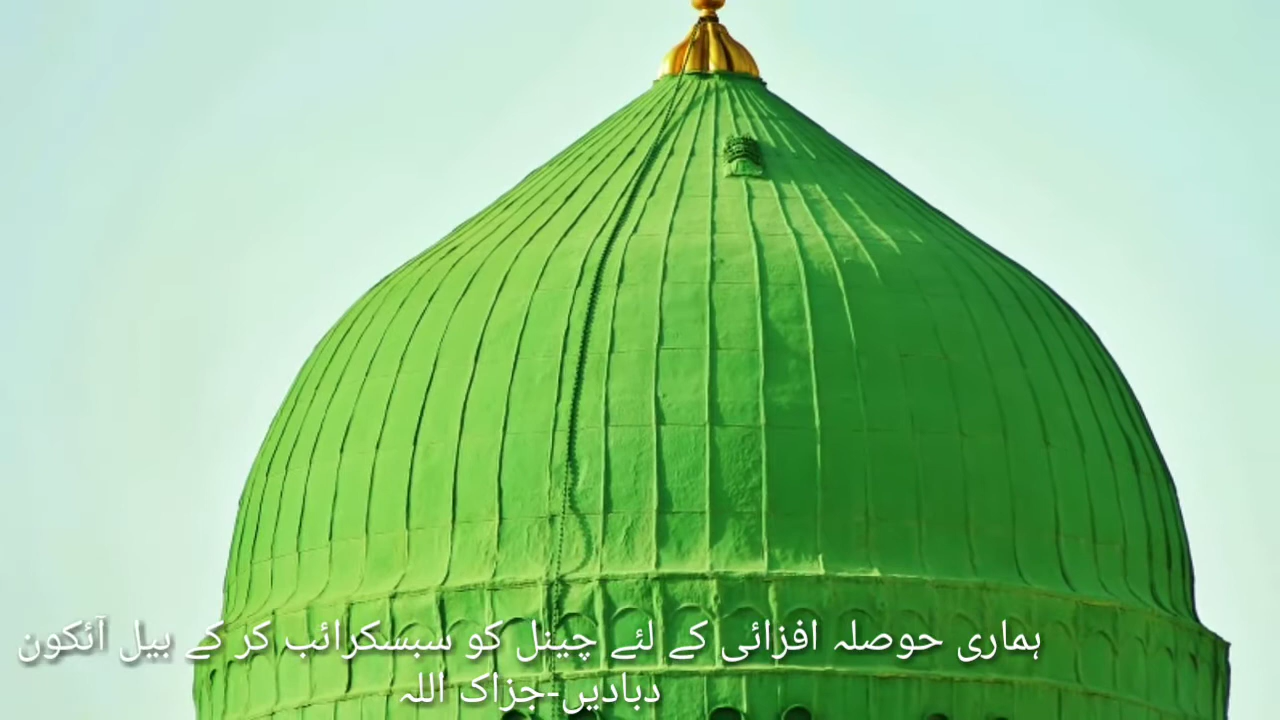 ہماری حوصلہ افزائی کے لئے چینل کو سبسکرائب کر کے بیل آئکون
دبادیں-جزاک اللہ